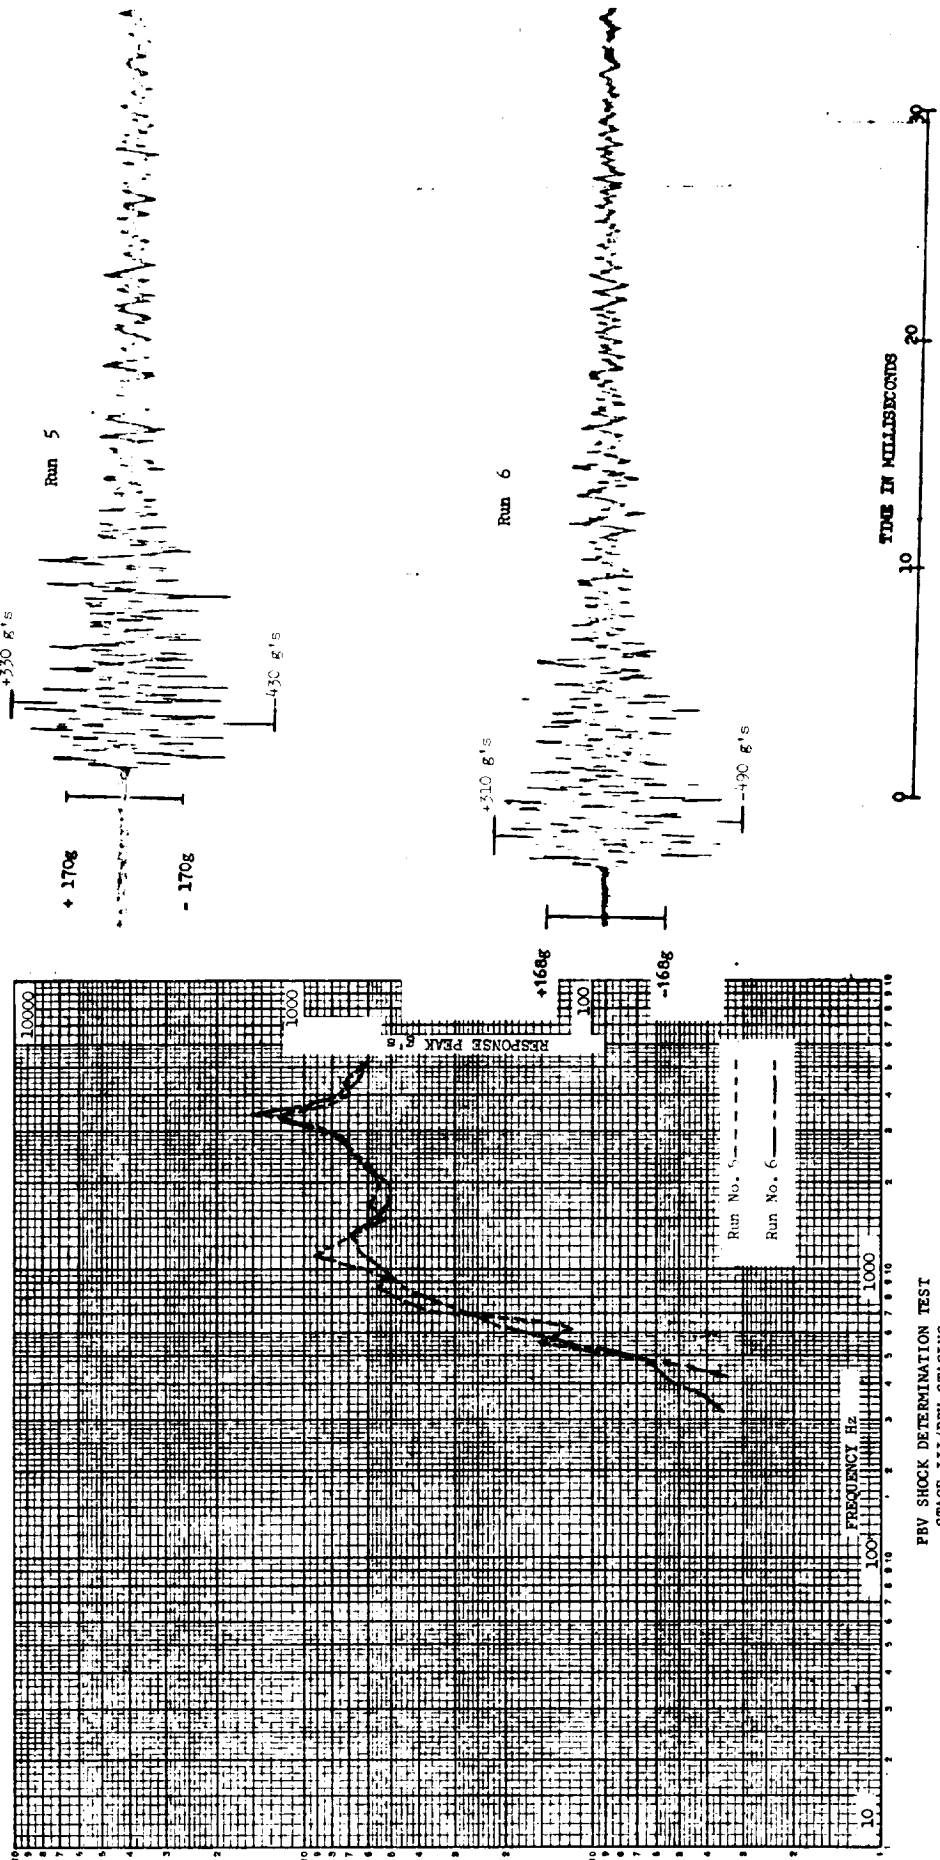 +330 g's
Run 5
-430 g's
+ 170g
- 170g
+310 g's
Run 6
-490 g's
+168g
-168g
TIME IN MILLISECONDS
0
10
20
30
10000
1000
100
RESPONSE PEAK
g's
Run No. 5
Run No. 6
FREQUENCY Hz
10
100
1000
PBV SHOCK DETERMINATION TEST